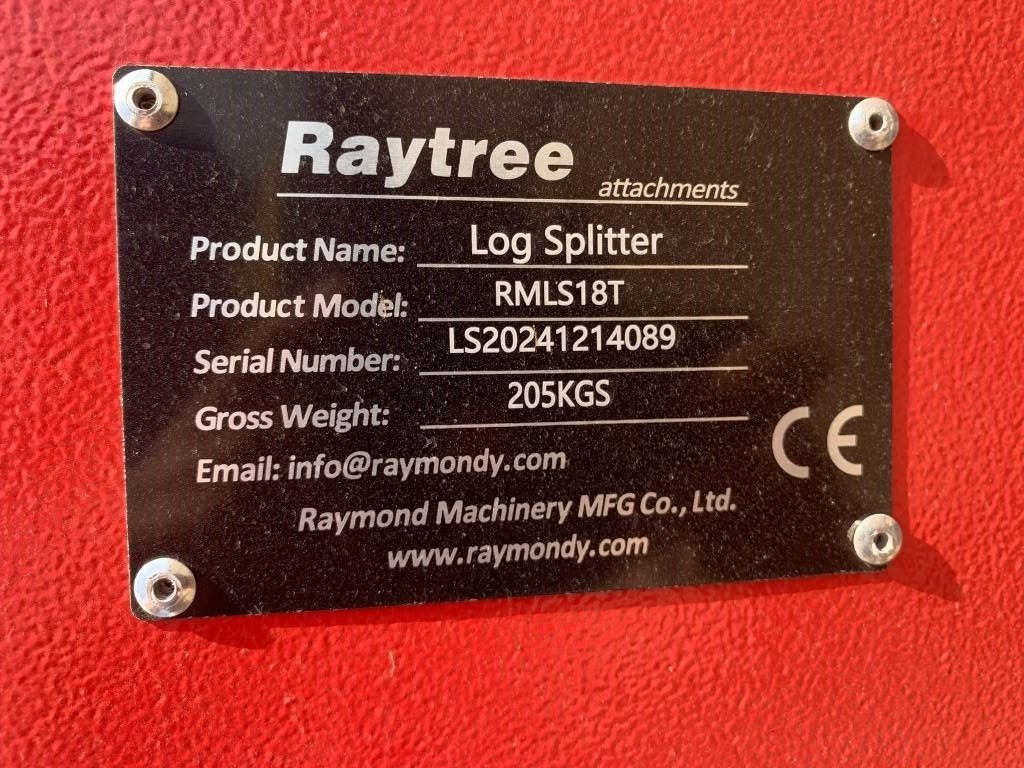 Raytree
attachments
Product Name: Log Splitter
Product Model: RMLS18T
Serial Number: LS20241214089
Gross Weight: 205KGS
Email: info@raymondy.com
CE
Raymond Machinery MFG Co., Ltd.
www.raymondy.com